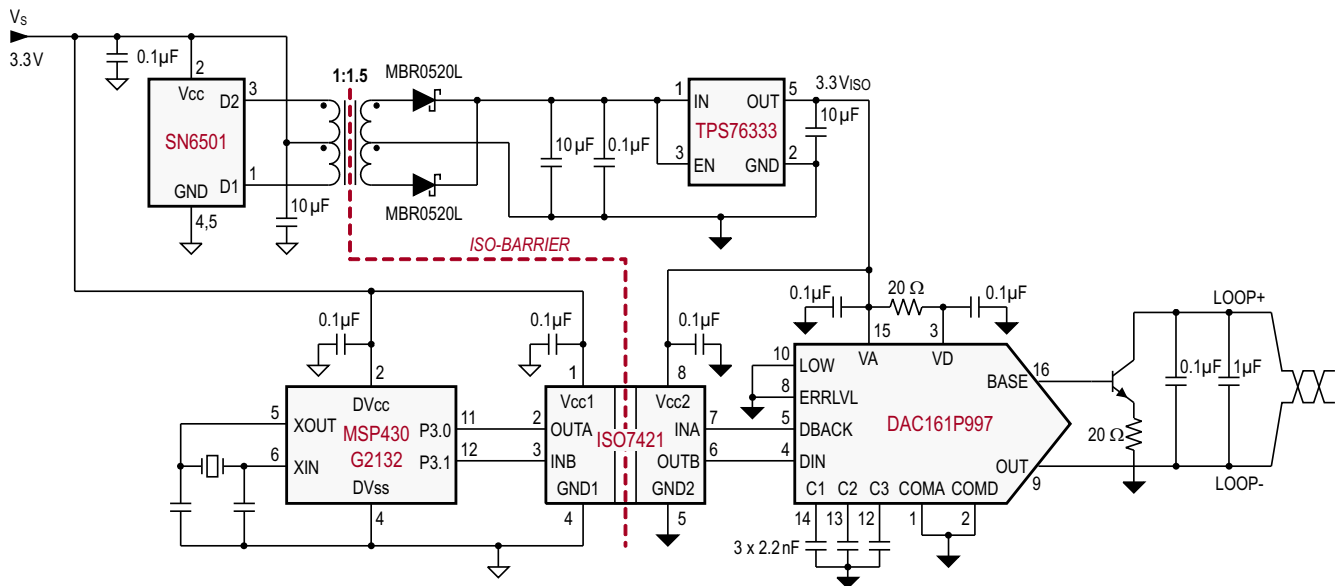 VS
3.3V
0.1µF
2
Vcc
D2
3
SN6501
D1
1
GND
4,5
10µF
1:1.5
MBR0520L
MBR0520L
10µF
0.1µF
1
IN
OUT
5
TPS76333
3
EN
GND
2
3.3VISO
10µF
ISO-BARRIER
0.1µF
2
DVcc
5
XOUT
MSP430
G2132
P3.0
11
6
XIN
P3.1
12
DVss
4
0.1µF
1
Vcc1
2
OUTA
3
INB
GND1
4
ISO7421
0.1µF
8
Vcc2
INA
7
OUTB
6
GND2
5
0.1µF
20 Ω
0.1µF
15
3
VA
VD
10
LOW
8
ERRLVL
5
DBACK
4
DIN
DAC161P997
BASE
16
OUT
9
C1
C2
C3
COMA
COMD
14
13
12
1
2
3 x 2.2nF
20 Ω
0.1µF
1µF
LOOP+
LOOP-